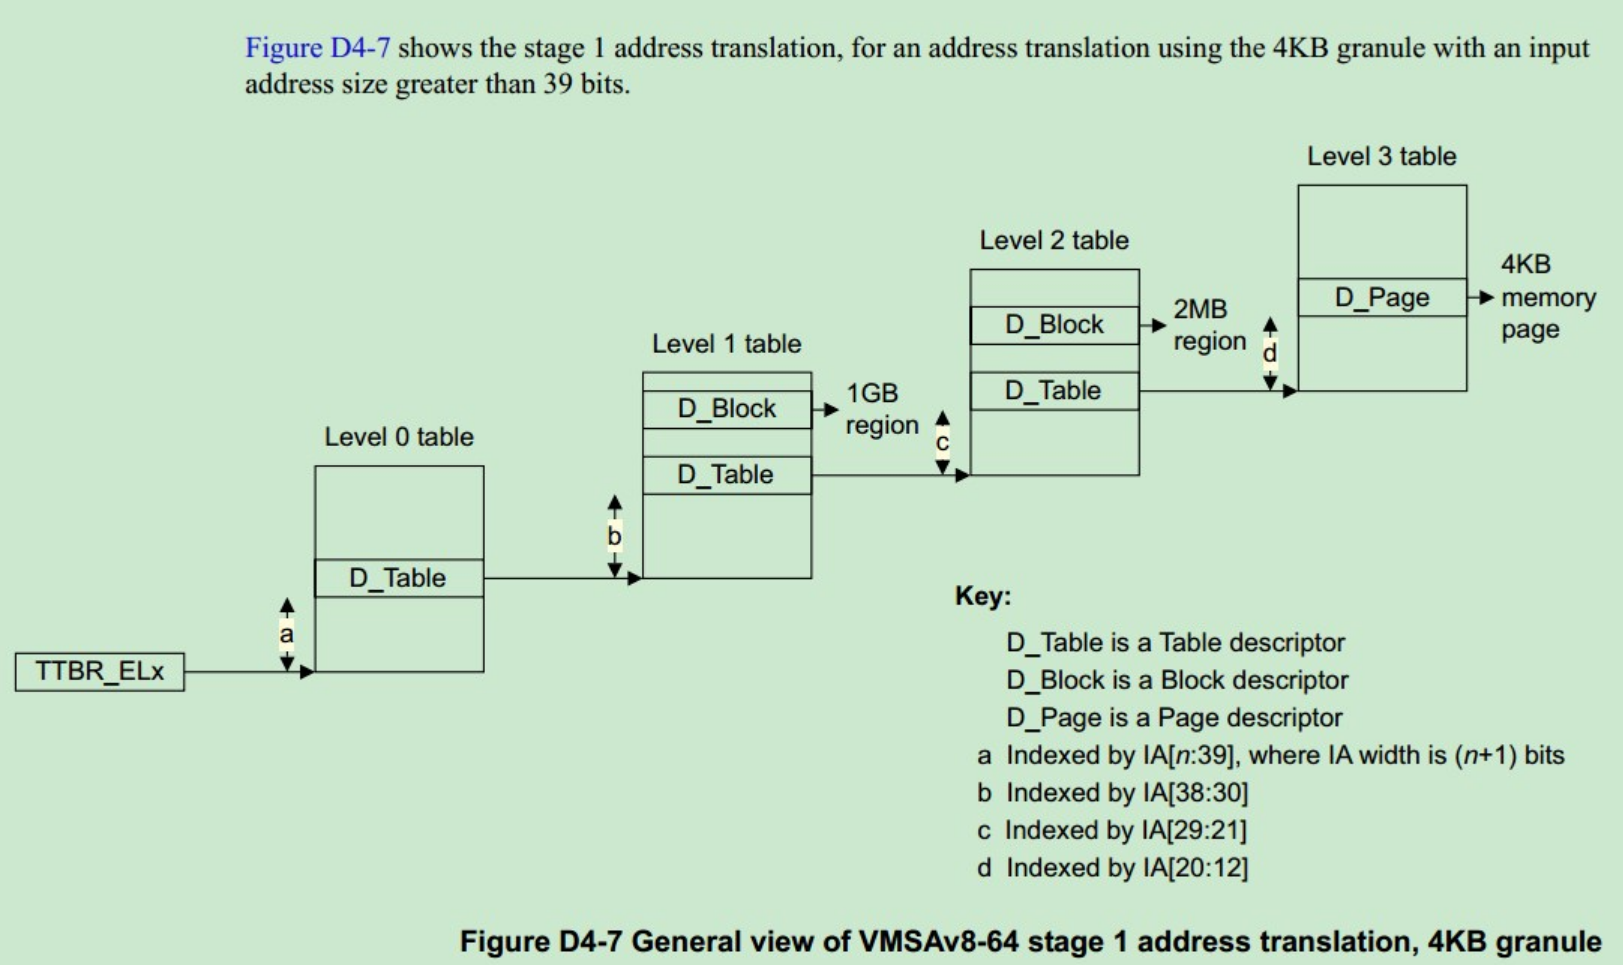 Figure D4-7 shows the stage 1 address translation, for an address translation using the 4KB granule with an input
address size greater than 39 bits.
Level 3 table
D_Page
4KB
memory
page
Level 2 table
D_Block
2MB
region
D_Table
d
Level 1 table
D_Block
1GB
region
D_Table
c
Level 0 table
D_Table
b
a
TTBR_ELx
Key:
D_Table is a Table descriptor
D_Block is a Block descriptor
D_Page is a Page descriptor
a Indexed by IA[n:39], where IA width is (n+1) bits
b Indexed by IA[38:30]
c Indexed by IA[29:21]
d Indexed by IA[20:12]
Figure D4-7 General view of VMSAv8-64 stage 1 address translation, 4KB granule